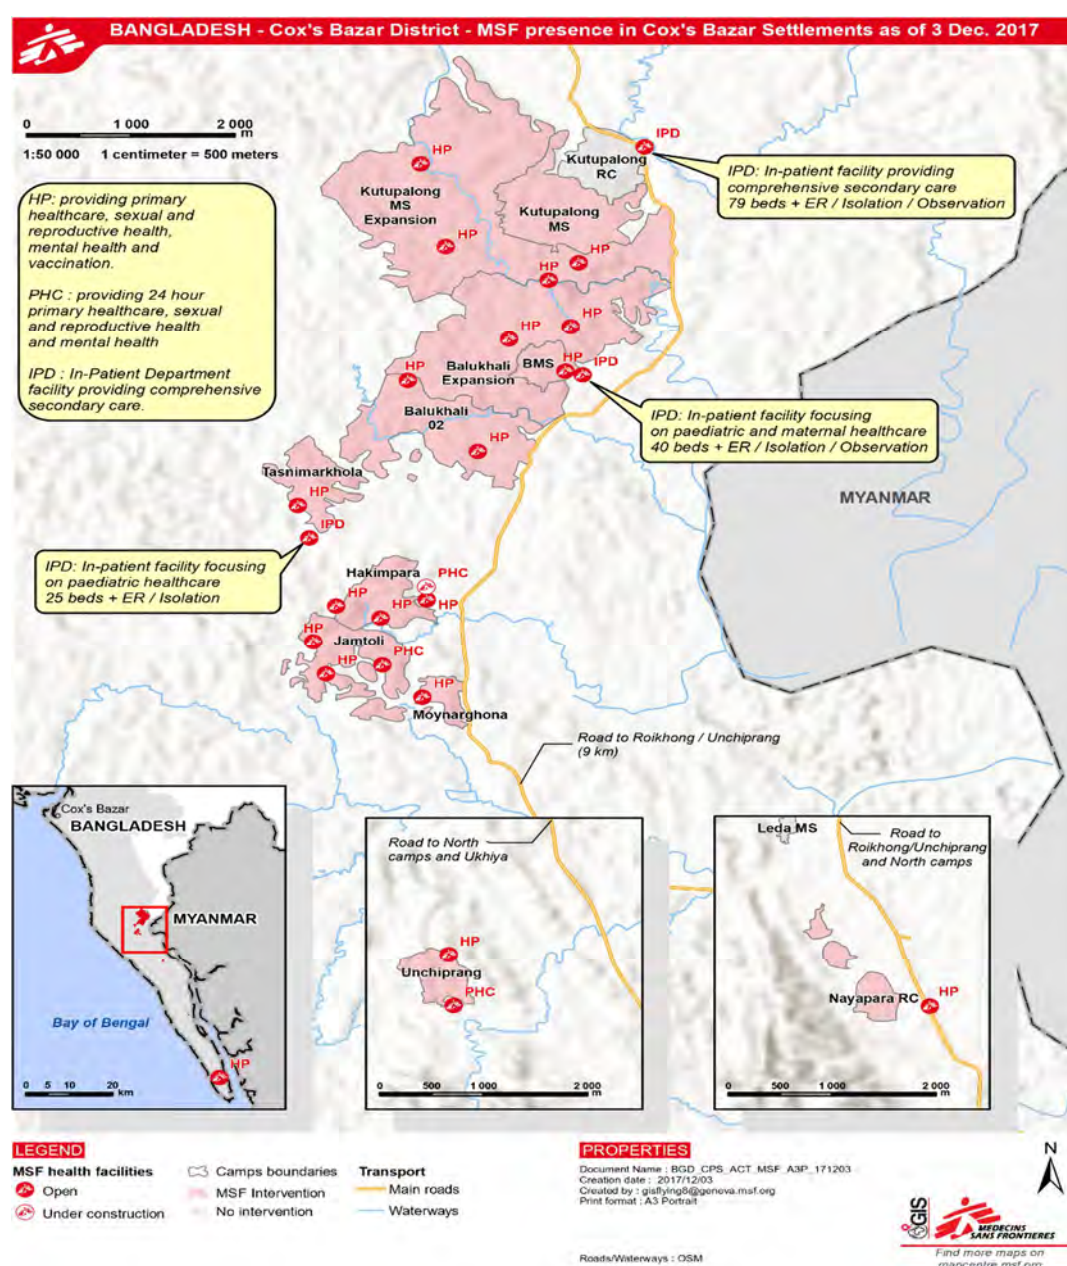 BANGLADESH - Cox's Bazar District - MSF presence in Cox's Bazar Settlements as of 3 Dec. 2017
0 1 000 2 000
m
1:50 000 1 centimeter = 500 meters
HP: providing primary
healthcare, sexual and
reproductive health,
mental health and
vaccination.
PHC : providing 24 hour
primary healthcare, sexual
and reproductive health
and mental health
IPD : In-Patient Department
facility providing comprehensive
secondary care.
IPD
Kutupalong
RC
IPD: In-patient facility providing
comprehensive secondary care
79 beds + ER / Isolation / Observation
HP
Kutupalong
MS
Expansion
Kutupalong
MS
HP
HP
HP
HP
HP
BMS
HP
IPD
HP
Balukhali
Expansion
Balukhali
02
HP
IPD: In-patient facility focusing
on paediatric and maternal healthcare
40 beds + ER / Isolation / Observation
MYANMAR
Tasnimarkhola
HP
IPD
IPD: In-patient facility focusing
on paediatric healthcare
25 beds + ER / Isolation
Hakimpara
PHC
HP
HP
HP
HP
Jamtoli
PHC
HP
HP
Moynarghona
Road to Roikhong / Unchiprang
(9 km)
Cox's Bazar
BANGLADESH
MYANMAR
Bay of Bengal
HP
0 5 10 20
km
Road to North
camps and Ukhiya
HP
Unchiprang
PHC
0 500 1 000 2 000
m
Leda MS
Road to
Roikhong/Unchiprang
and North camps
Nayapara RC
HP
0 500 1 000 2 000
m
LEGEND
MSF health facilities
Open
Under construction
Camps boundaries
MSF Intervention
No intervention
Transport
Main roads
Waterways
PROPERTIES
Document Name : BGD_CPS_ACT_MSF_A3P_171203
Creation date : 2017/12/03
Created by : gisflying8@geneva.msf.org
Print format : A3 Portrait
Roads/Waterways : OSM
N
GIS
MEDECINS
SANS FRONTIERES
Find more maps on
mapcentre.msf.org